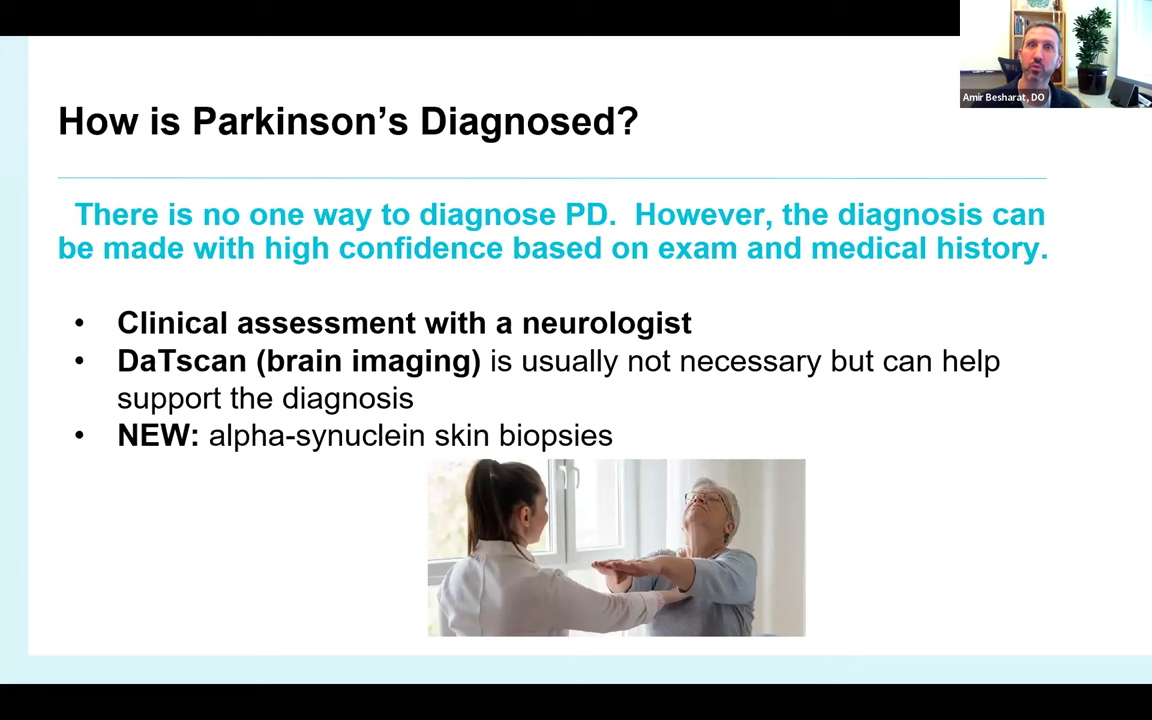 Amir Besharat, DO
How is Parkinson’s Diagnosed?
There is no one way to diagnose PD.  However, the diagnosis can
be made with high confidence based on exam and medical history.
• Clinical assessment with a neurologist
• DaTscan (brain imaging) is usually not necessary but can help
support the diagnosis
• NEW: alpha-synuclein skin biopsies